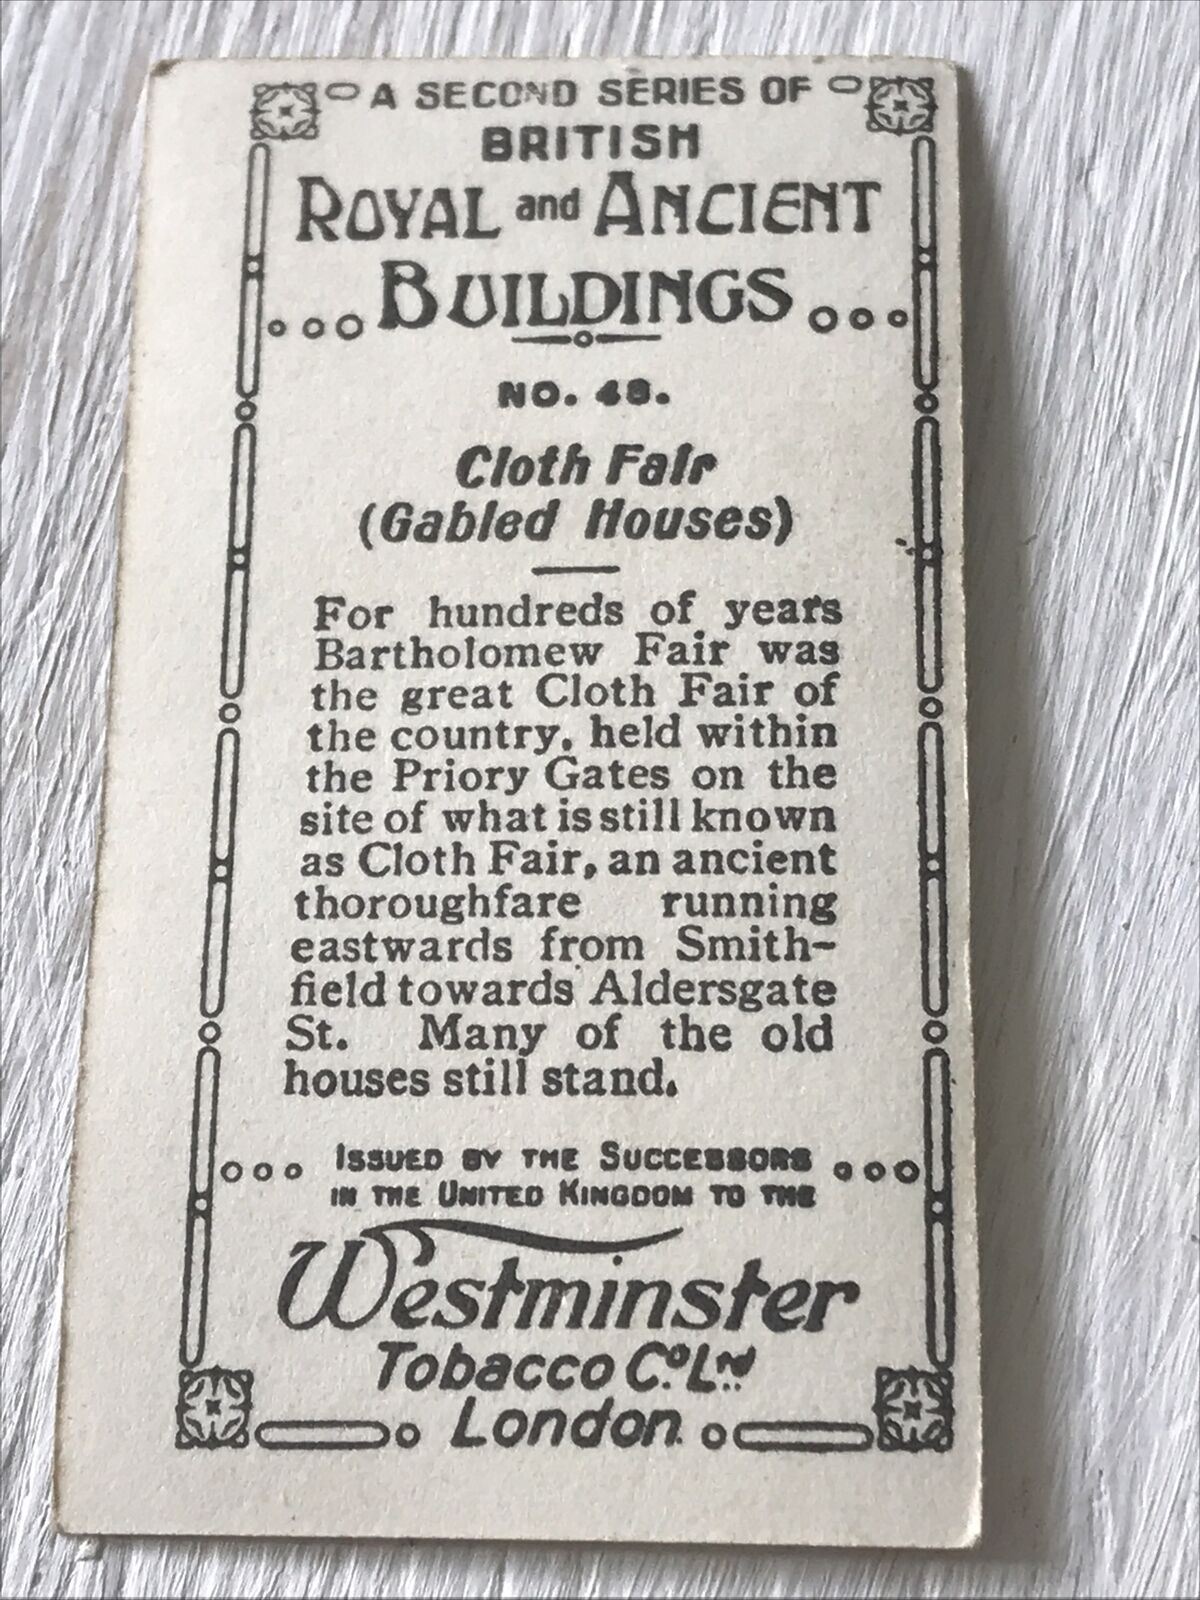 A SECOND SERIES OF
BRITISH
ROYAL and ANCIENT
BUILDINGS
NO. 48.
Cloth Fair
(Gabled Houses)
For hundreds of years
Bartholomew Fair was
the great Cloth Fair of
the country, held within
the Priory Gates on the
site of what is still known
as Cloth Fair, an ancient
thoroughfare running
eastwards from Smith-
field towards Aldersgate
St. Many of the old
houses still stand.
ISSUED BY THE SUCCESSORS
IN THE UNITED KINGDOM TO THE
Westminster
Tobacco Co. Ltd.
London.